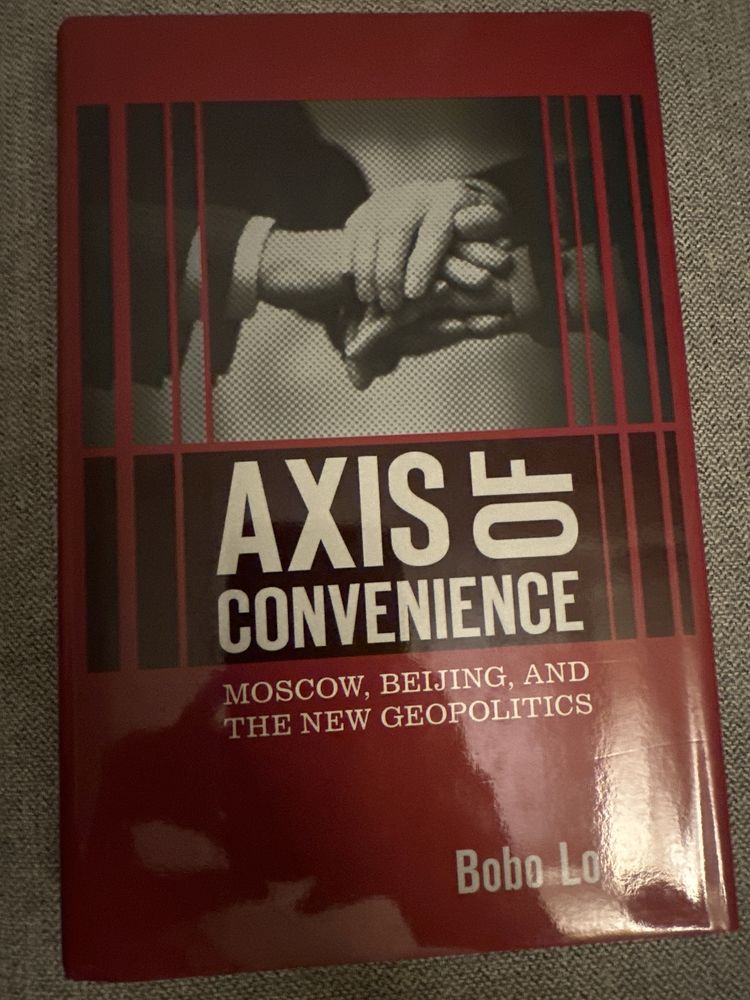 AXIS OF
CONVENIENCE
MOSCOW, BEIJING, AND
THE NEW GEOPOLITICS
Bobo Lo